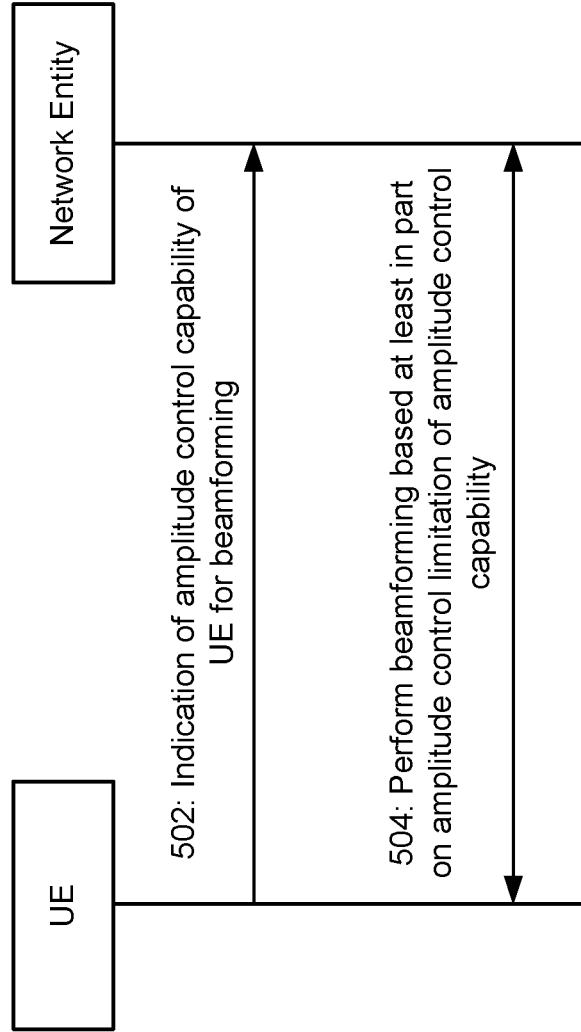 UE
Network Entity
502: Indication of amplitude control capability of
UE for beamforming
504: Perform beamforming based at least in part
on amplitude control limitation of amplitude control
capability